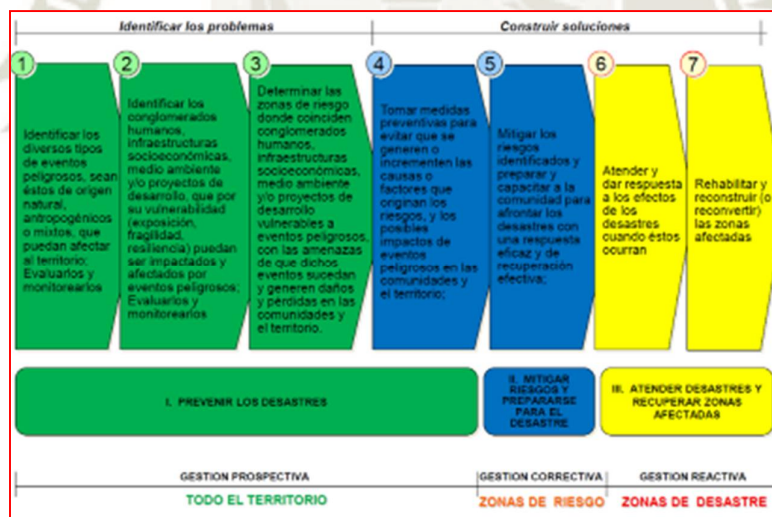 Identificar los problemas
Construir soluciones
1
Identificar los
diversos tipos
de eventos
peligrosos, sean
éstos de origen
natural,
antropogénicos
o mixtos, que
puedan afectar
al territorio;
Evaluarlos y
monitorearlos
2
Identificar los
conglomerados
humanos,
infraestructuras
socioeconómicas,
medio ambiente
y/o proyectos de
desarrollo, que por
su vulnerabilidad
(exposición,
fragilidad,
resiliencia) puedan
ser impactados y
afectados por
eventos peligrosos;
Evaluarlos y
monitorearlos
3
Determinar las
zonas de riesgo
donde coinciden
conglomerados
humanos,
infraestructuras
socioeconómicas,
medio ambiente
y/o proyectos de
desarrollo
vulnerables a
eventos peligrosos,
con las amenazas
de que dichos
eventos sucedan
y generen daños
y pérdidas en las
comunidades y
el territorio.
4
Tomar medidas
preventivas para
evitar que se
generen o
incrementen las
causas o
factores que
originan los
riesgos, y los
posibles
impactos de
eventos
peligrosos en las
comunidades y
el territorio;
5
Mitigar los
riesgos
identificados y
preparar y
capacitar a la
comunidad para
afrontar los
desastres con
una respuesta
eficaz y de
recuperación
efectiva;
6
Atender y
dar respuesta
a los efectos
de los
desastres
cuando éstos
ocurran
7
Rehabilitar y
reconstruir (o
reconvertir)
las zonas
afectadas
I. PREVENIR LOS DESASTRES
II. MITIGAR
RIESGOS Y
PREPARARSE
PARA EL
DESASTRE
III. ATENDER DESASTRES Y
RECUPERAR ZONAS
AFECTADAS
GESTION PROSPECTIVA
TODO EL TERRITORIO
GESTION CORRECTIVA
ZONAS DE RIESGO
GESTION REACTIVA
ZONAS DE DESASTRE